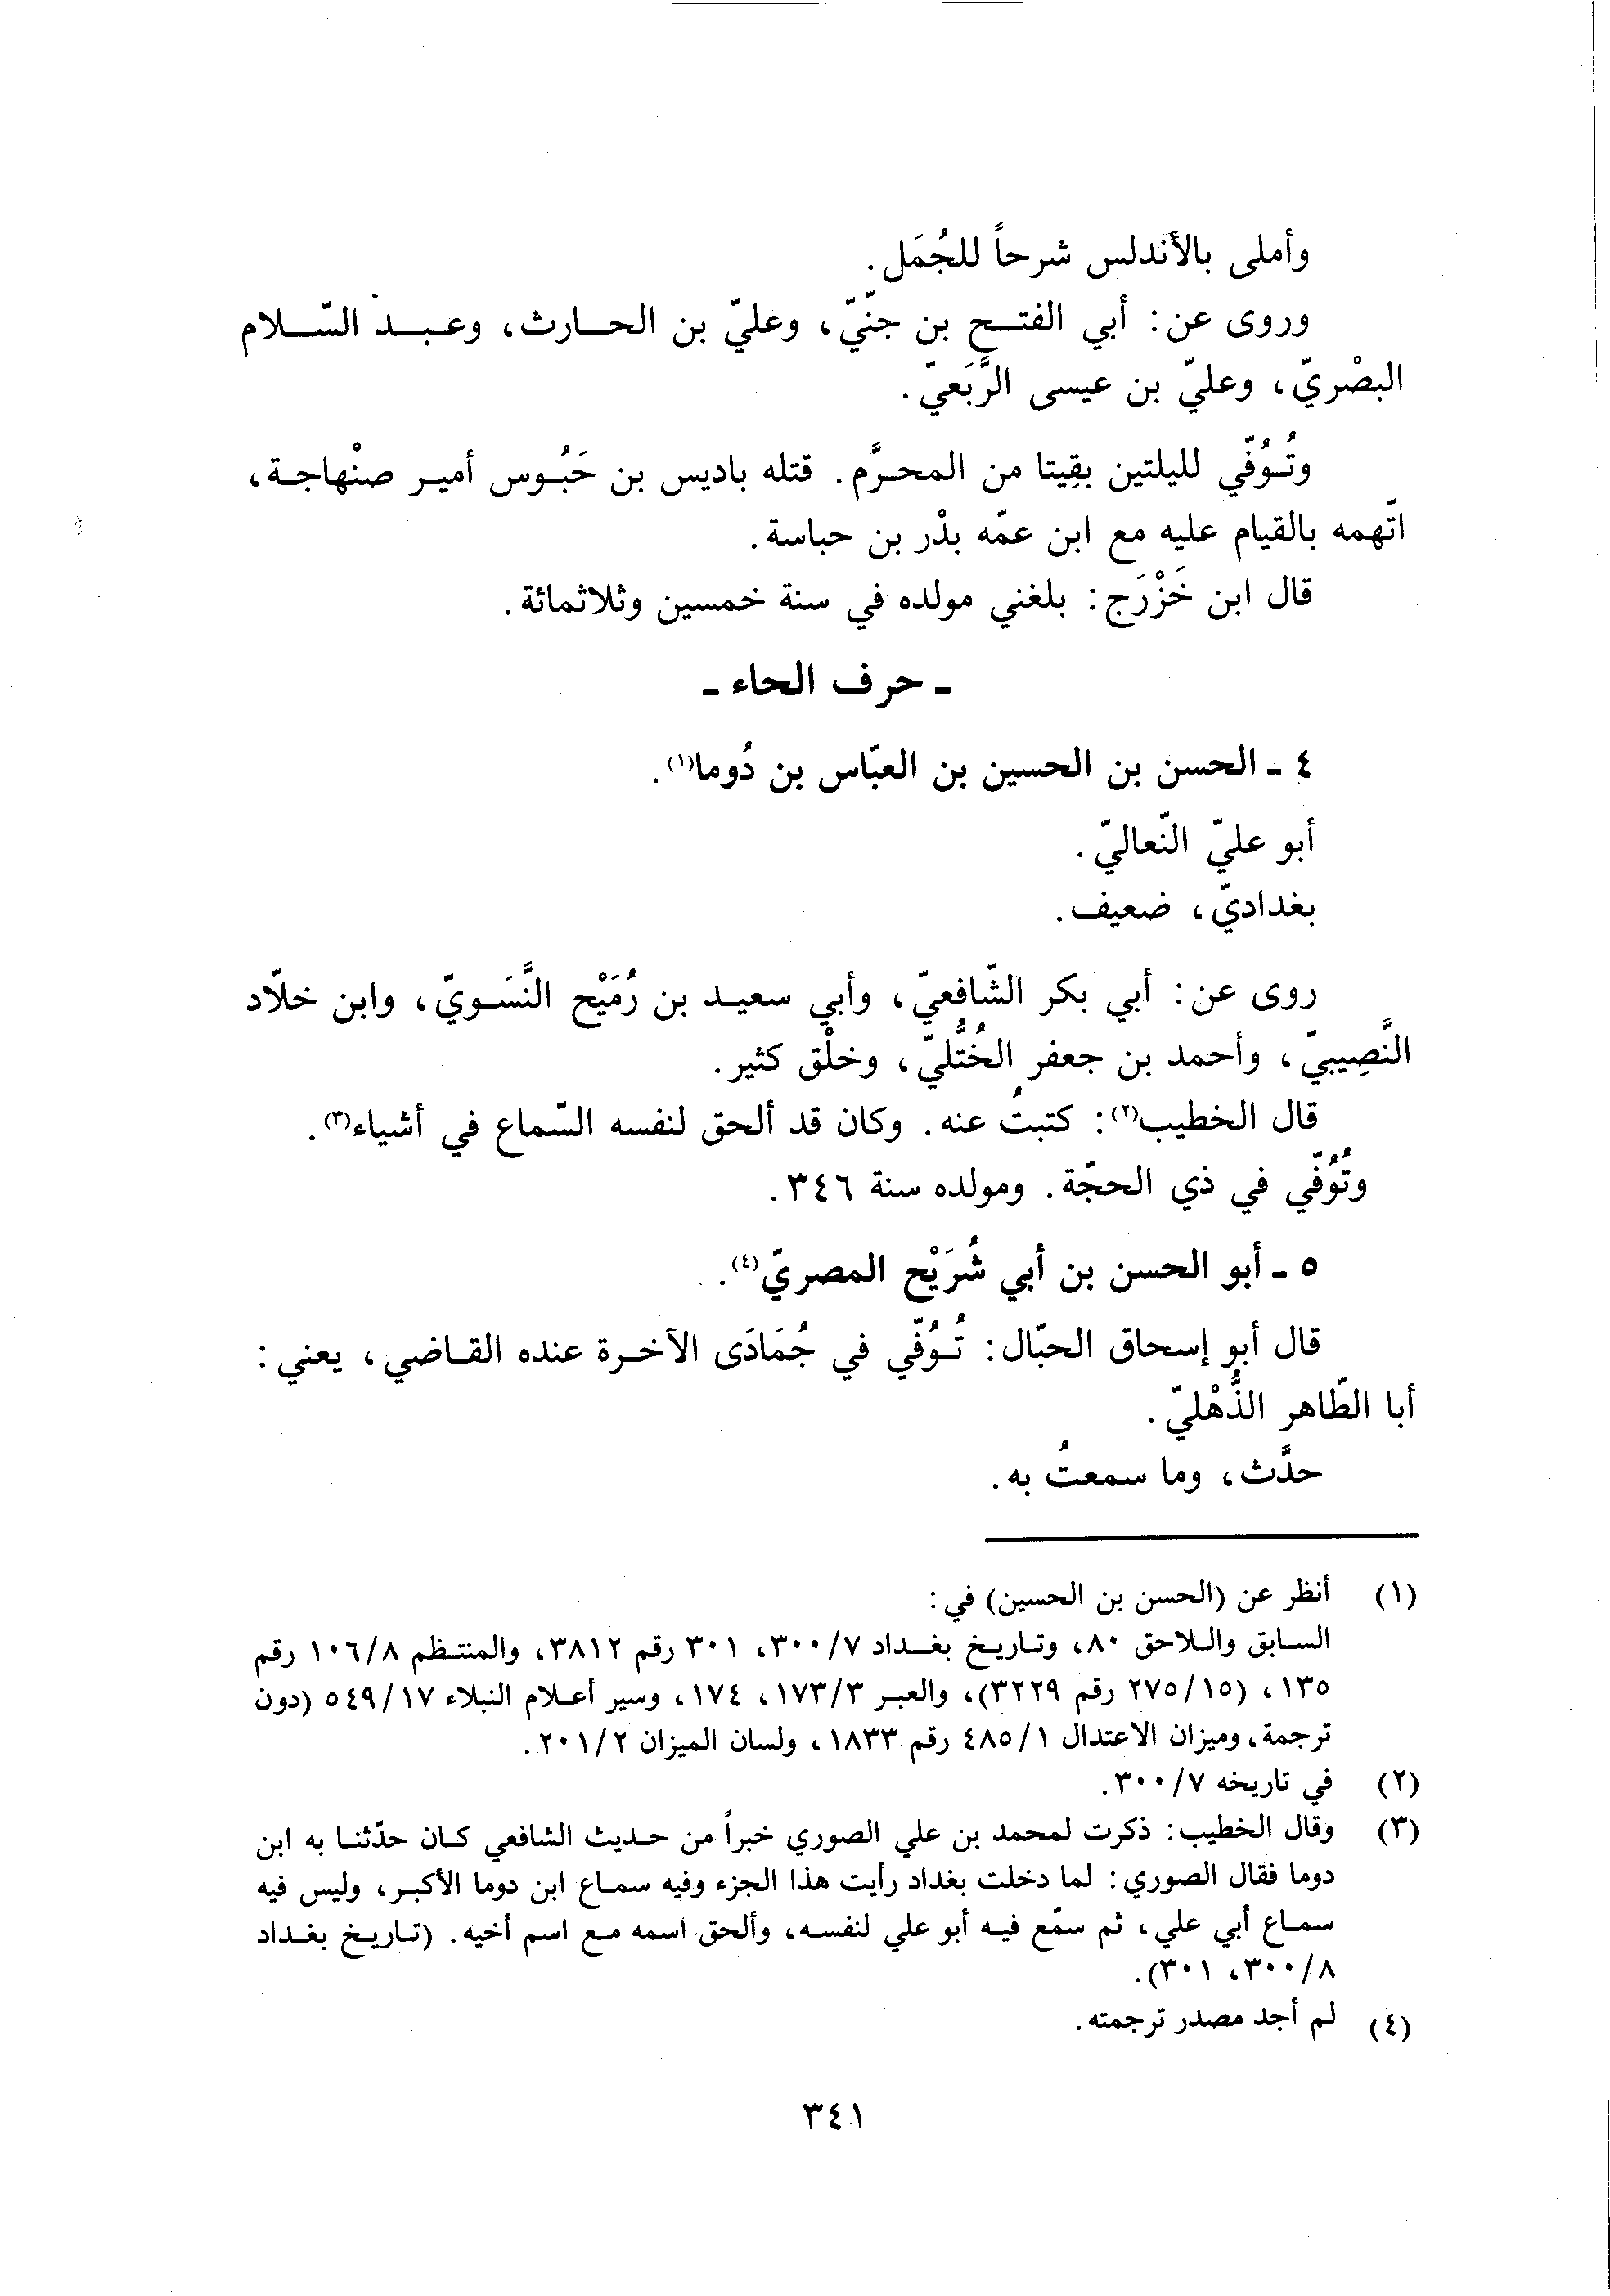 وأملى بالأندلس شرحاً للجُمَل.
وروى عن: أبي الفتـح بن جنّيّ، وعليّ بن الحـارث، وعـبـد السّـلام
البصْريّ، وعليّ بن عيسى الرَّبَعيّ.
وتُوُفّي لليلتين بقِيتا من المحرَّم. قتله باديس بن حَبُوس أمير صنْهاجة،
اتّهمه بالقيام عليه مع ابن عمّه بدْر بن حباسة.
قال ابن خَزْرَج: بلغني مولده في سنة خمسين وثلاثمائة.
ـ حرف الحاء ـ
٤ ـ الحسن بن الحسين بن العبّاس بن دُوما(١).
أبو عليّ النّعاليّ.
بغداديّ، ضعيف.
روى عن: أبي بكر الشّافعيّ، وأبي سعيد بن رُمَيْح النَّسَويّ، وابن خلّاد
النَّصِيبيّ، وأحمد بن جعفر الخُتُّليّ، وخلْق كثير.
قال الخطيب(٢): كتبتُ عنه. وكان قد ألحق لنفسه السّماع في أشياء(٣).
وتُوُفّي في ذي الحجّة. ومولده سنة ٣٤٦.
٥ ـ أبو الحسن بن أبي شُرَيْح المصريّ(٤).
قال أبو إسحاق الحبّال: تُوُفّي في جُمَادَى الآخرة عنده القاضي، يعني:
أبا الطّاهر الذُّهْليّ.
حدَّث، وما سمعتُ به.
(١) أنظر عن (الحسن بن الحسين) في:
السابق واللاحق ٨٠، وتاريخ بغداد ٣٠٠/٧، ٣٠١ رقم ٣٨١٢، والمنتظم ١٠٦/٨ رقم
١٣٥، (٢٧٥/١٥ رقم ٣٢٢٩)، والعبر ١٧٣/٣، ١٧٤، وسير أعلام النبلاء ٥٤٩/١٧ (دون
ترجمة، وميزان الاعتدال ٤٨٥/١ رقم ١٨٣٣، ولسان الميزان ٢٠١/٢.
(٢) في تاريخه ٣٠٠/٧.
(٣) وقال الخطيب: ذكرت لمحمد بن علي الصوري خبراً من حديث الشافعي كان حدّثنا به ابن
دوما فقال الصوري: لما دخلت بغداد رأيت هذا الجزء وفيه سماع ابن دوما الأكبر، وليس فيه
سماع أبي علي، ثم سمّع فيه أبو علي لنفسه، وألحق اسمه مع اسم أخيه. (تاريخ بغداد
٣٠٠/٨، ٣٠١).
(٤) لم أجد مصدر ترجمته.
٣٤١